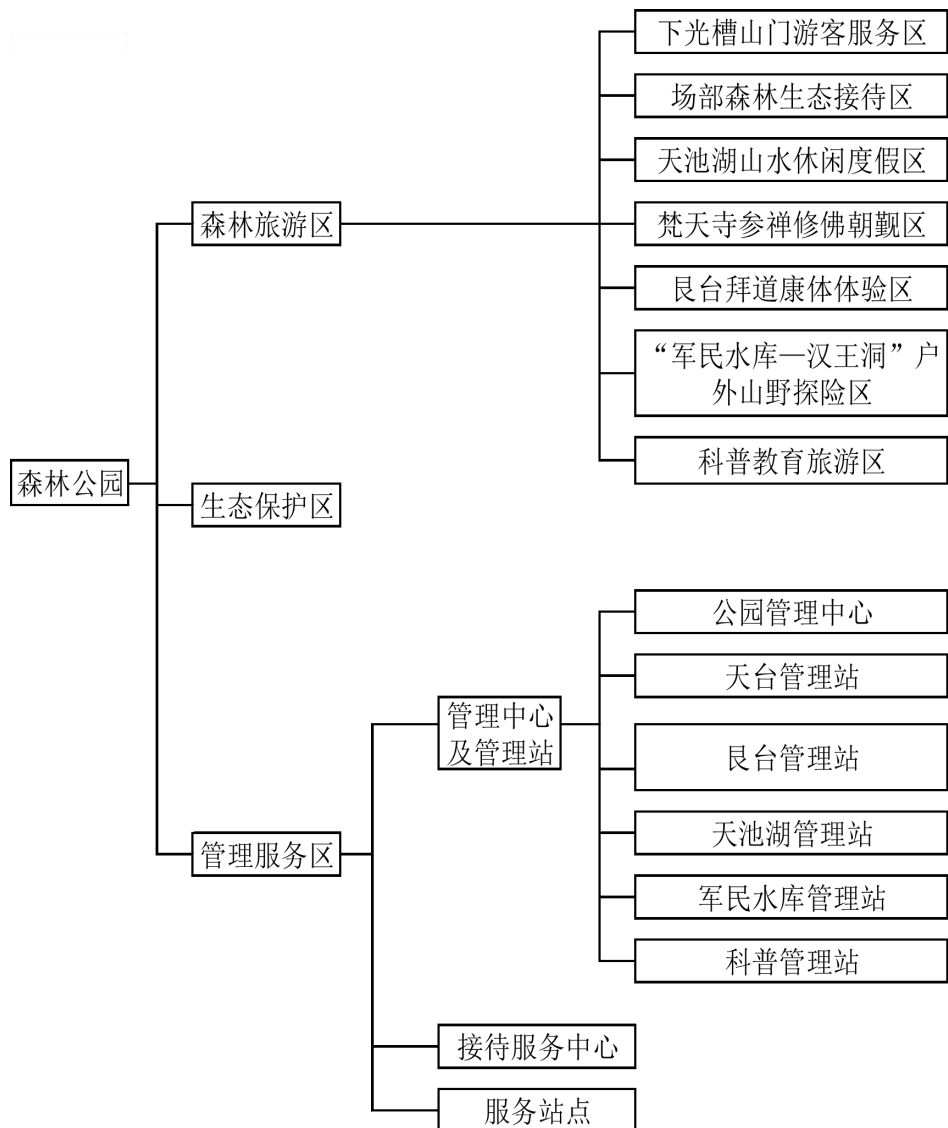 下光槽山门游客服务区
场部森林生态接待区
天池湖山水休闲度假区
森林旅游区
梵天寺参禅修佛朝觐区
艮台拜道康体体验区
“军民水库—汉王洞”户
外山野探险区
科普教育旅游区
森林公园
生态保护区
公园管理中心
天台管理站
管理中心
及管理站
艮台管理站
天池湖管理站
管理服务区
军民水库管理站
科普管理站
接待服务中心
服务站点